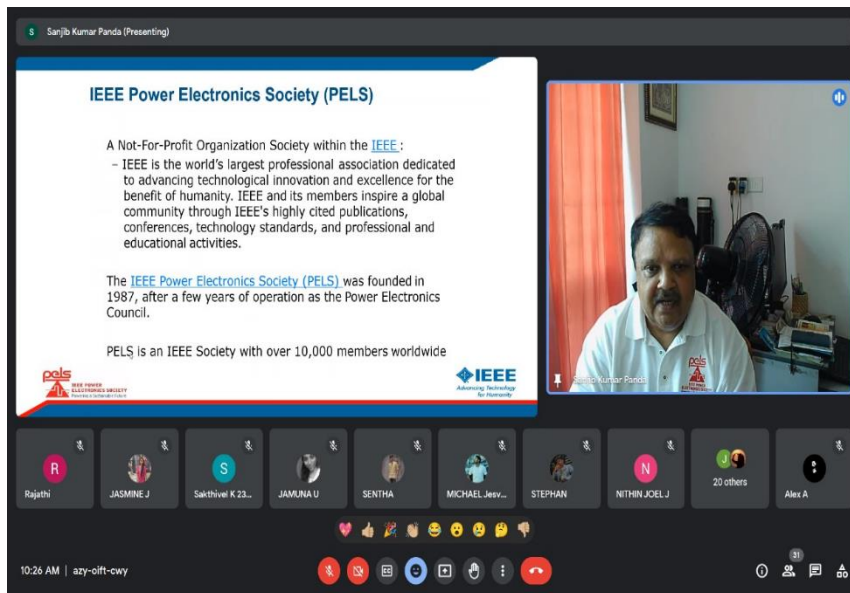 S Sanjib Kumar Panda (Presenting)
IEEE Power Electronics Society (PELS)
A Not-For-Profit Organization Society within the IEEE :
– IEEE is the world's largest professional association dedicated
to advancing technological innovation and excellence for the
benefit of humanity. IEEE and its members inspire a global
community through IEEE's highly cited publications,
conferences, technology standards, and professional and
educational activities.
The IEEE Power Electronics Society (PELS) was founded in
1987, after a few years of operation as the Power Electronics
Council.
PELS is an IEEE Society with over 10,000 members worldwide
pels
IEEE POWER
ELECTRONICS SOCIETY
IEEE
Advancing Technology
for Humanity
pels
Sanjib Kumar Panda
R
Rajathi
JASMINE J
S
Sakthivel K 23...
JAMUNA U
SENTHA
MICHAEL Jesv...
STEPHAN
N
NITHIN JOEL J
J
20 others
Alex A
10:26 AM | azy-oift-cwy
CC
31